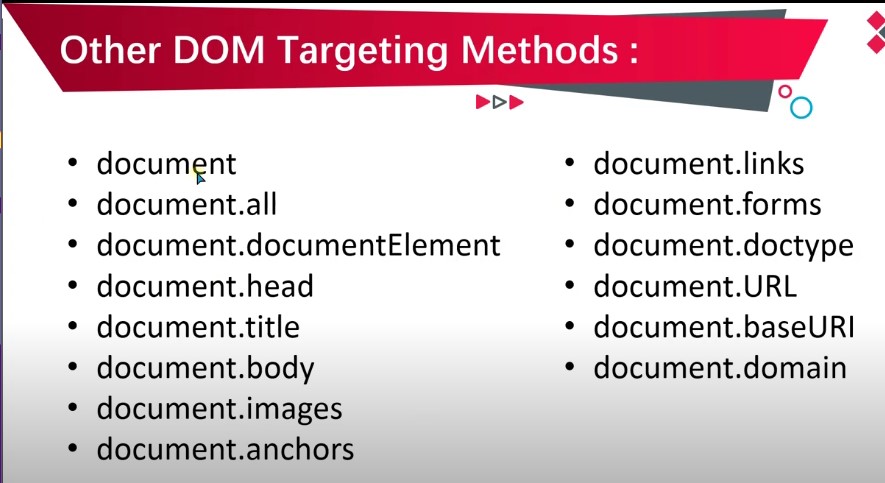 Other DOM Targeting Methods :
• document
• document.all
• document.documentElement
• document.head
• document.title
• document.body
• document.images
• document.anchors
• document.links
• document.forms
• document.doctype
• document.URL
• document.baseURI
• document.domain